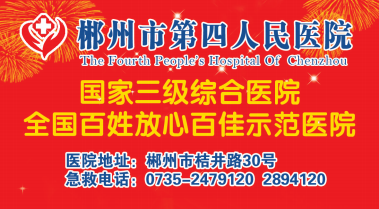 郴州市第四人民医院
The Fourth People's Hospital Of Chenzhou
国家三级综合医院
全国百姓放心百佳示范医院
医院地址：郴州市桔井路30号
急救电话：0735-2479120 2894120